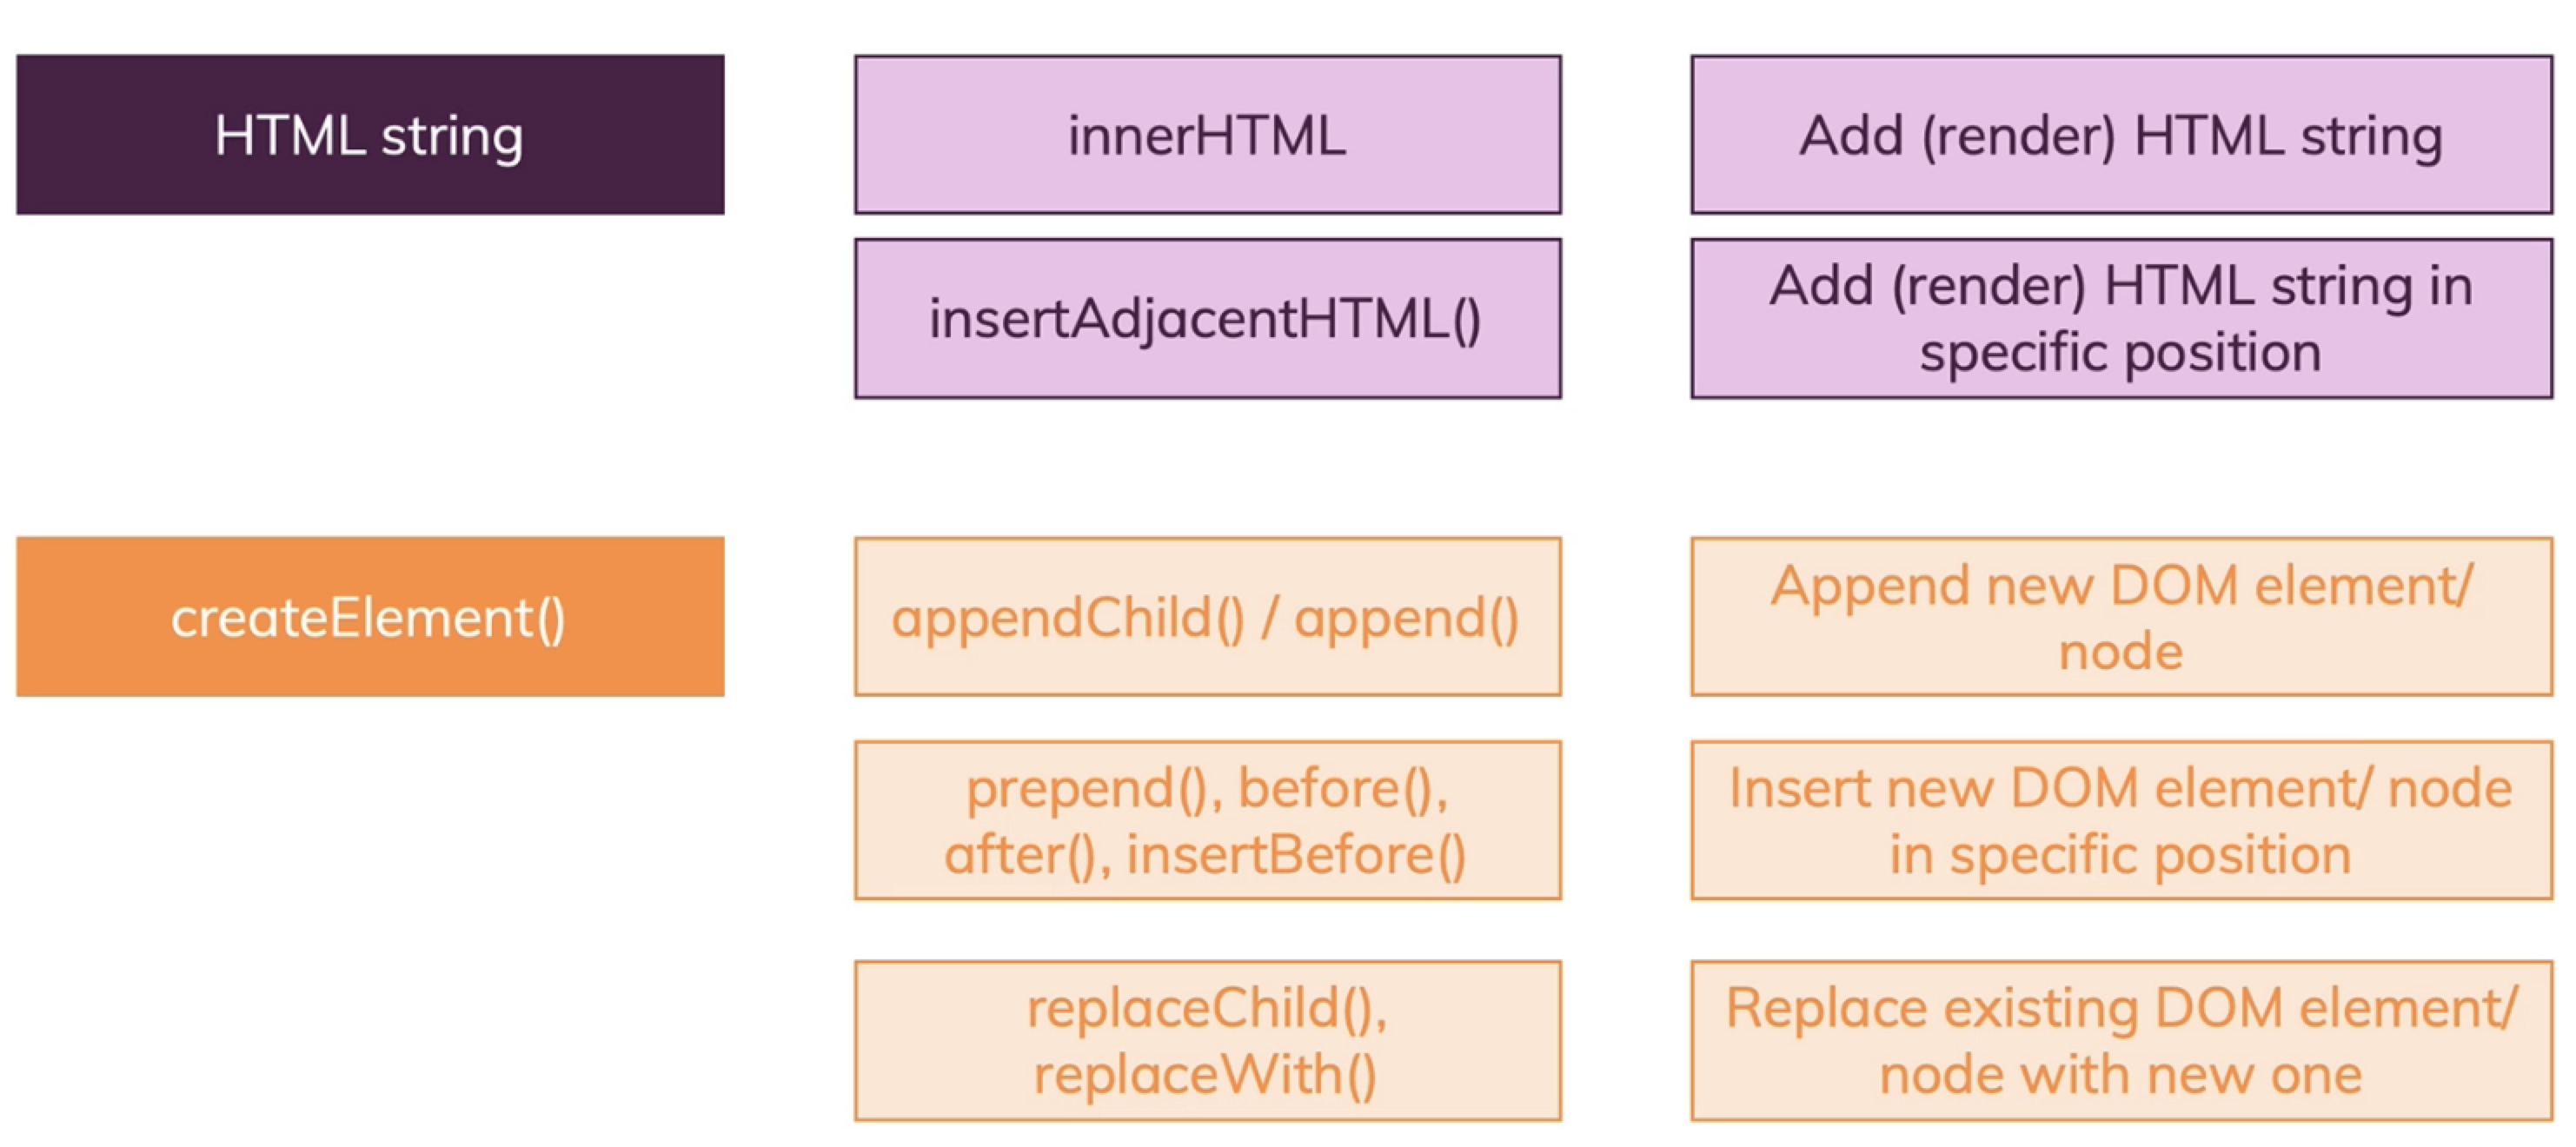 HTML string
innerHTML
Add (render) HTML string
insertAdjacentHTML()
Add (render) HTML string in
specific position
createElement()
appendChild() / append()
Append new DOM element/
node
prepend(), before(),
after(), insertBefore()
Insert new DOM element/ node
in specific position
replaceChild(),
replaceWith()
Replace existing DOM element/
node with new one